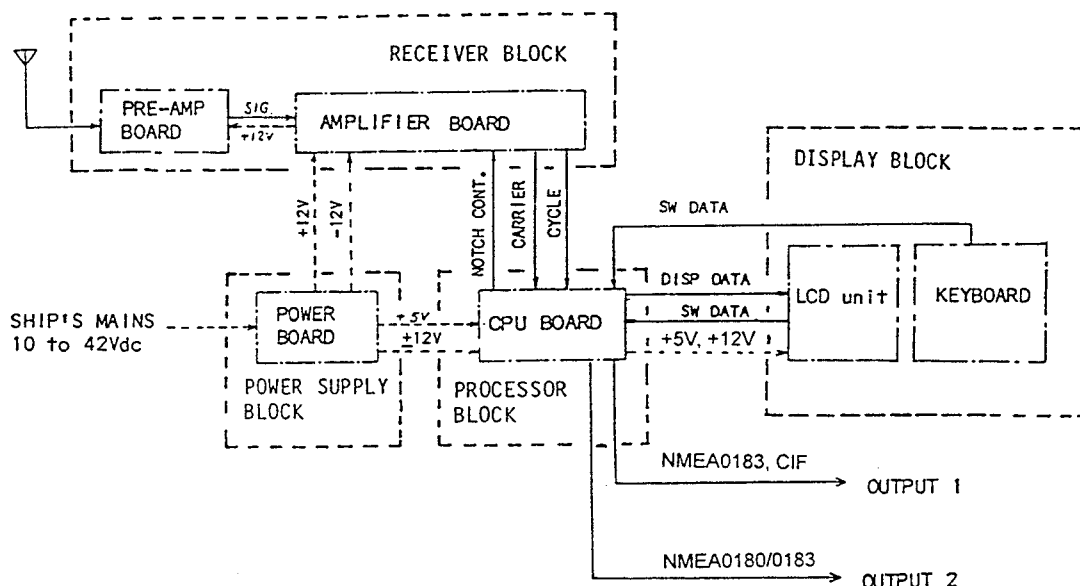 RECEIVER BLOCK
PRE-AMP
BOARD
SIG.
+12V
AMPLIFIER BOARD
DISPLAY BLOCK
+12V
-12V
NOTCH CONT.
CARRIER
CYCLE
SW DATA
DISP DATA
LCD unit
KEYBOARD
SHIP'S MAINS
10 to 42Vdc
POWER
BOARD
+5V
±12V
CPU BOARD
SW DATA
+5V, +12V
POWER SUPPLY
BLOCK
PROCESSOR
BLOCK
NMEA0183, CIF
OUTPUT 1
NMEA0180/0183
OUTPUT 2